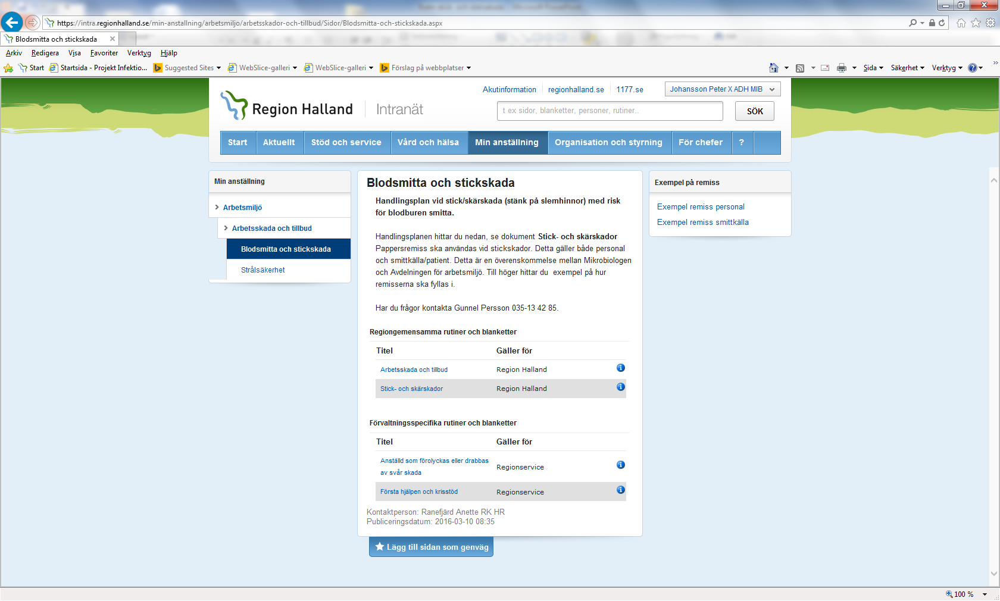 https://intra.regionhalland.se/min-anstallning/arbetsmiljo/arbetsskador-och-tillbud/Sidor/Blodsmitta-och-stickskada.aspx
Blodsmitta och stickskada
Arkiv Redigera Visa Favoriter Verktyg Hjälp
Start Startsida - Projekt Infektio... Suggested Sites WebSlice-galleri WebSlice-galleri Förslag på webbplatser Sida Säkerhet Verktyg
Akutinformation regionhalland.se 1177.se Johansson Peter X ADH MIB
Region Halland Intranät
t ex sidor, blanketter, personer, rutiner.. SÖK
Start Aktuellt Stöd och service Vård och hälsa Min anställning Organisation och styrning För chefer ?
Min anställning
Arbetsmiljö
Arbetsskada och tillbud
Blodsmitta och stickskada
Strålsäkerhet
Blodsmitta och stickskada
Handlingsplan vid stick/skärskada (stänk på slemhinnor) med risk
för blodburen smitta.
Handlingsplanen hittar du nedan, se dokument Stick- och skärskador
Pappersremiss ska användas vid stickskador. Detta gäller både personal
och smittkälla/patient. Detta är en överenskommelse mellan Mikrobiologen
och Avdelningen för arbetsmiljö. Till höger hittar du  exempel på hur
remisserna ska fyllas i.
Har du frågor kontakta Gunnel Persson 035-13 42 85.
Regiongemensamma rutiner och blanketter
Titel Gäller för
Arbetsskada och tillbud Region Halland
Stick- och skärskador Region Halland
Förvaltningsspecifika rutiner och blanketter
Titel Gäller för
Anställd som förolyckas eller drabbas
av svår skada Regionservice
Första hjälpen och krisstöd Regionservice
Kontaktperson: Ranefjärd Anette RK HR
Publiceringsdatum: 2016-03-10 08:35
Lägg till sidan som genväg
Exempel på remiss
Exempel remiss personal
Exempel remiss smittkälla
100 %